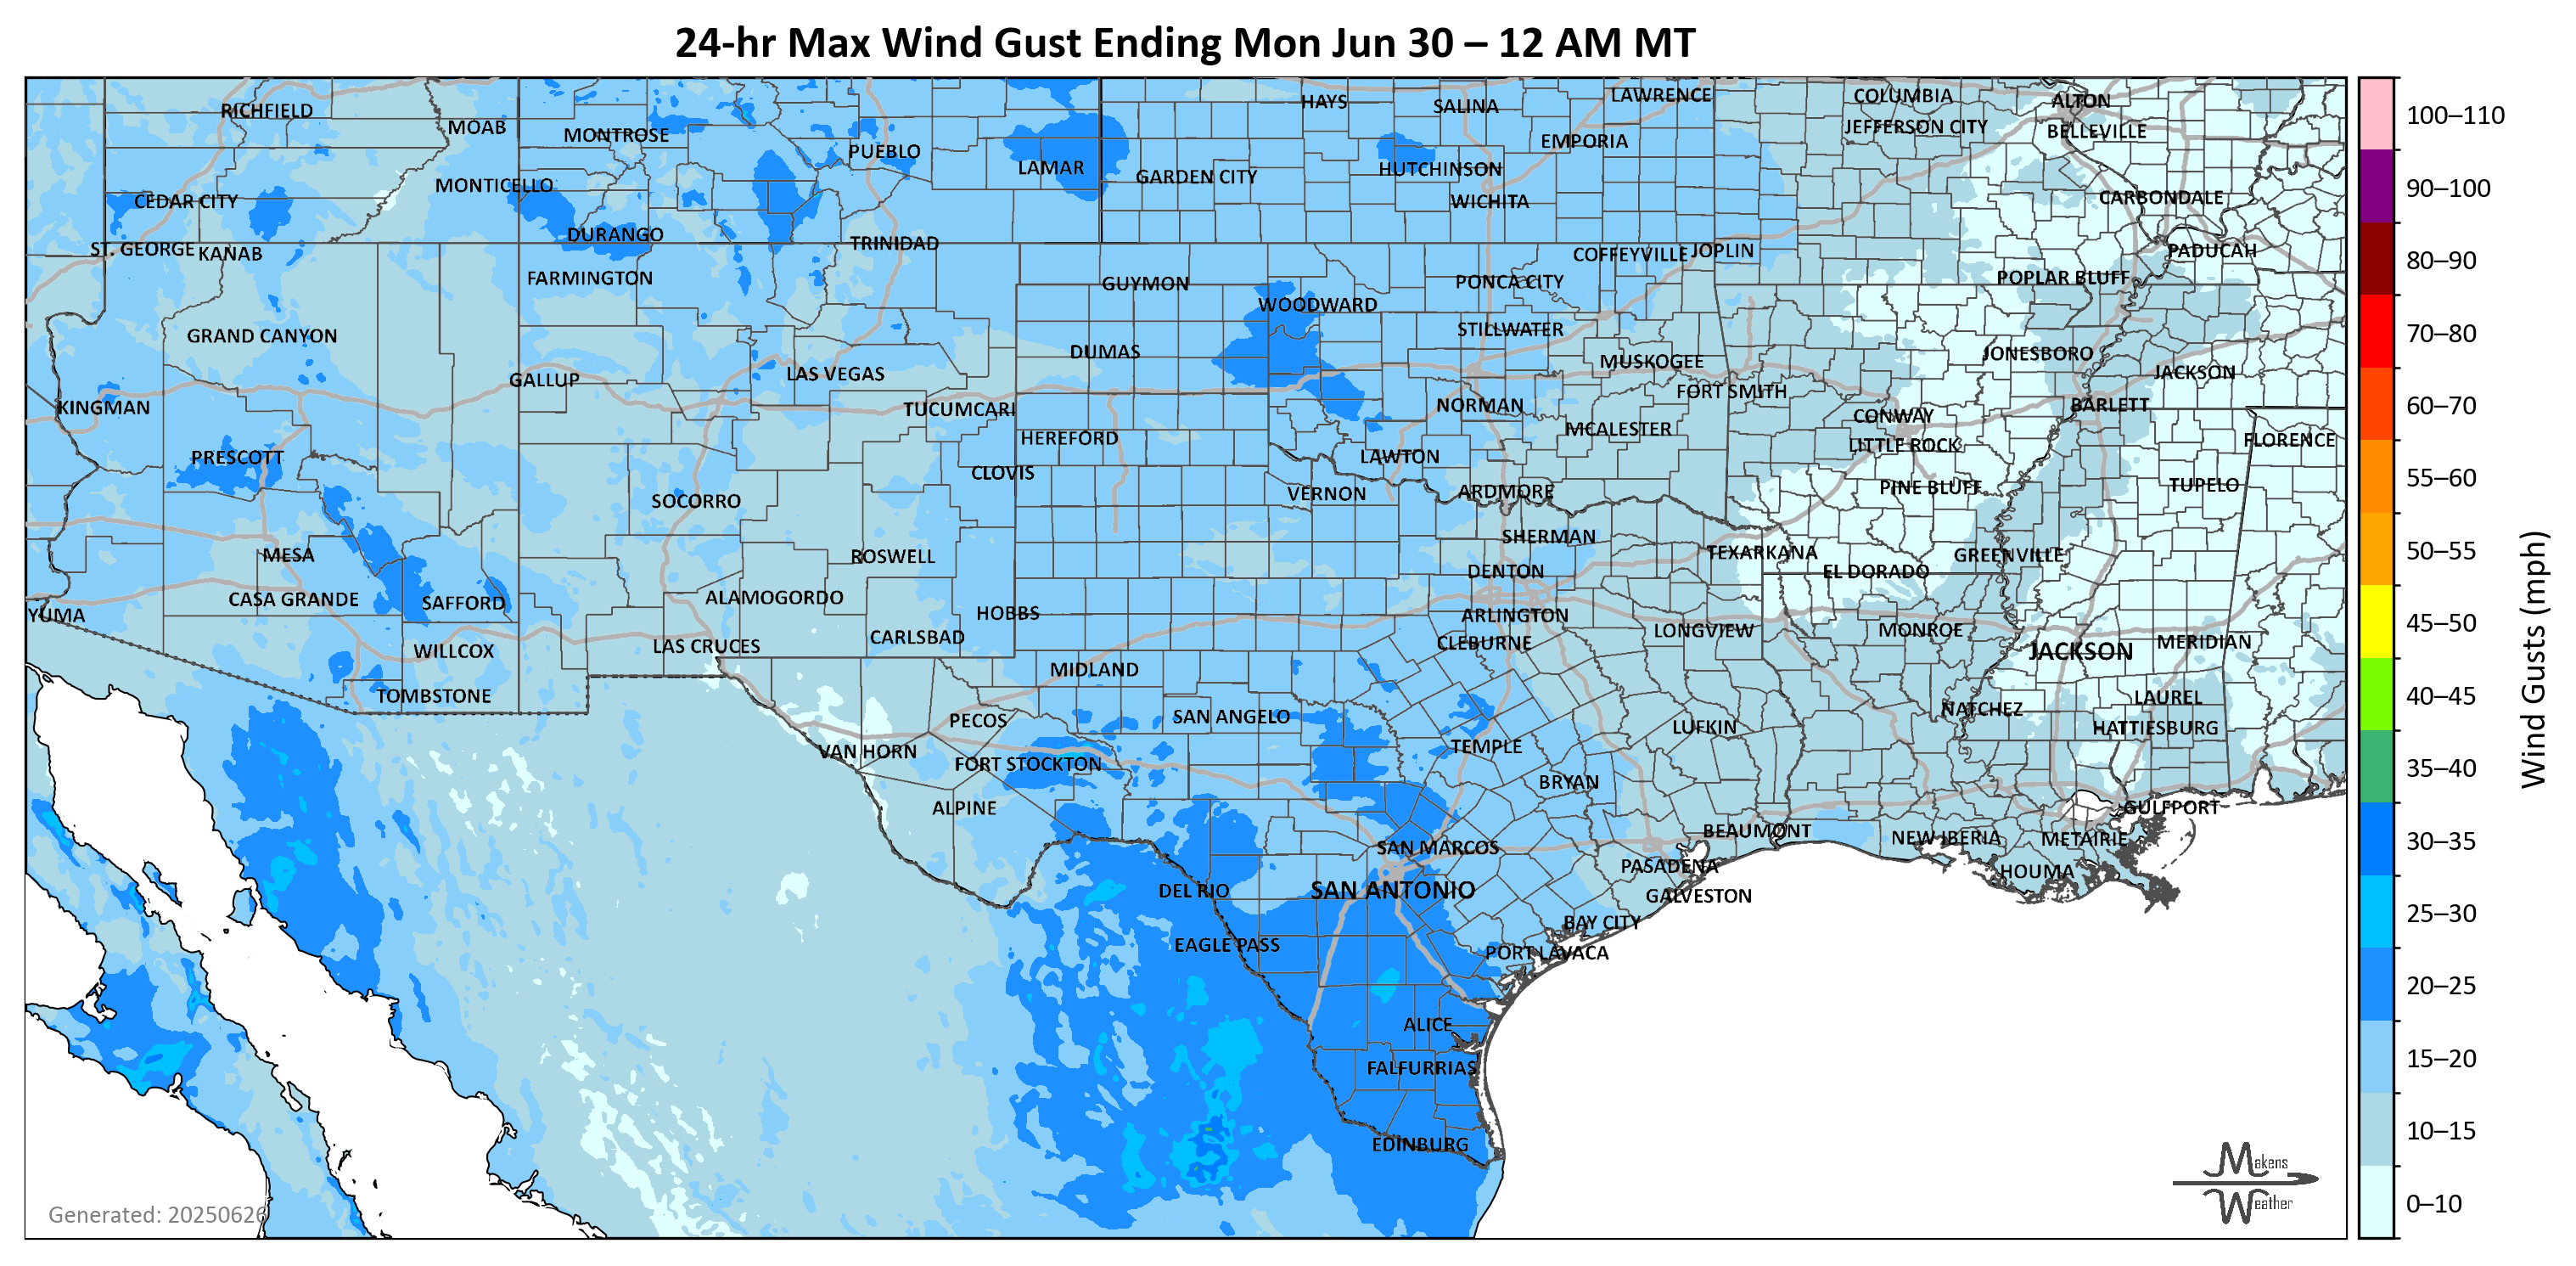 24-hr Max Wind Gust Ending Mon Jun 30 – 12 AM MT
RICHFIELD
MOAB
MONTROSE
PUEBLO
LAMAR
HAYS
SALINA
LAWRENCE
EMPORIA
COLUMBIA
JEFFERSON CITY
ALTON
BELLEVILLE
CEDAR CITY
MONTICELLO
GARDEN CITY
HUTCHINSON
WICHITA
CARBONDALE
ST. GEORGE
KANAB
DURANGO
TRINIDAD
COFFEYVILLE
JOPLIN
PADUCAH
FARMINGTON
GUYMON
WOODWARD
PONCA CITY
POPLAR BLUFF
GRAND CANYON
DUMAS
STILLWATER
MUSKOGEE
JONESBORO
GALLUP
LAS VEGAS
FORT SMITH
JACKSON
KINGMAN
TUCUMCARI
NORMAN
CONWAY
BARLETT
PRESCOTT
HEREFORD
MCALESTER
LITTLE ROCK
FLORENCE
CLOVIS
LAWTON
SOCORRO
VERNON
ARDMORE
PINE BLUFF
TUPELO
MESA
ROSWELL
SHERMAN
TEXARKANA
GREENVILLE
DENTON
EL DORADO
YUMA
CASA GRANDE
SAFFORD
ALAMOGORDO
HOBBS
ARLINGTON
WILLCOX
LAS CRUCES
CARLSBAD
CLEBURNE
LONGVIEW
MONROE
JACKSON
MERIDIAN
TOMBSTONE
MIDLAND
LAUREL
PECOS
SAN ANGELO
LUFKIN
NATCHEZ
HATTIESBURG
VAN HORN
FORT STOCKTON
TEMPLE
BRYAN
ALPINE
GULFPORT
SAN MARCOS
BEAUMONT
NEW IBERIA
METAIRIE
DEL RIO
SAN ANTONIO
PASADENA
GALVESTON
HOUMA
EAGLE PASS
BAY CITY
PORT LAVACA
ALICE
FALFURRIAS
EDINBURG
Generated: 20250626
Makens
Weather
100–110
90–100
80–90
70–80
60–70
55–60
50–55
45–50
40–45
35–40
30–35
25–30
20–25
15–20
10–15
0–10
Wind Gusts (mph)